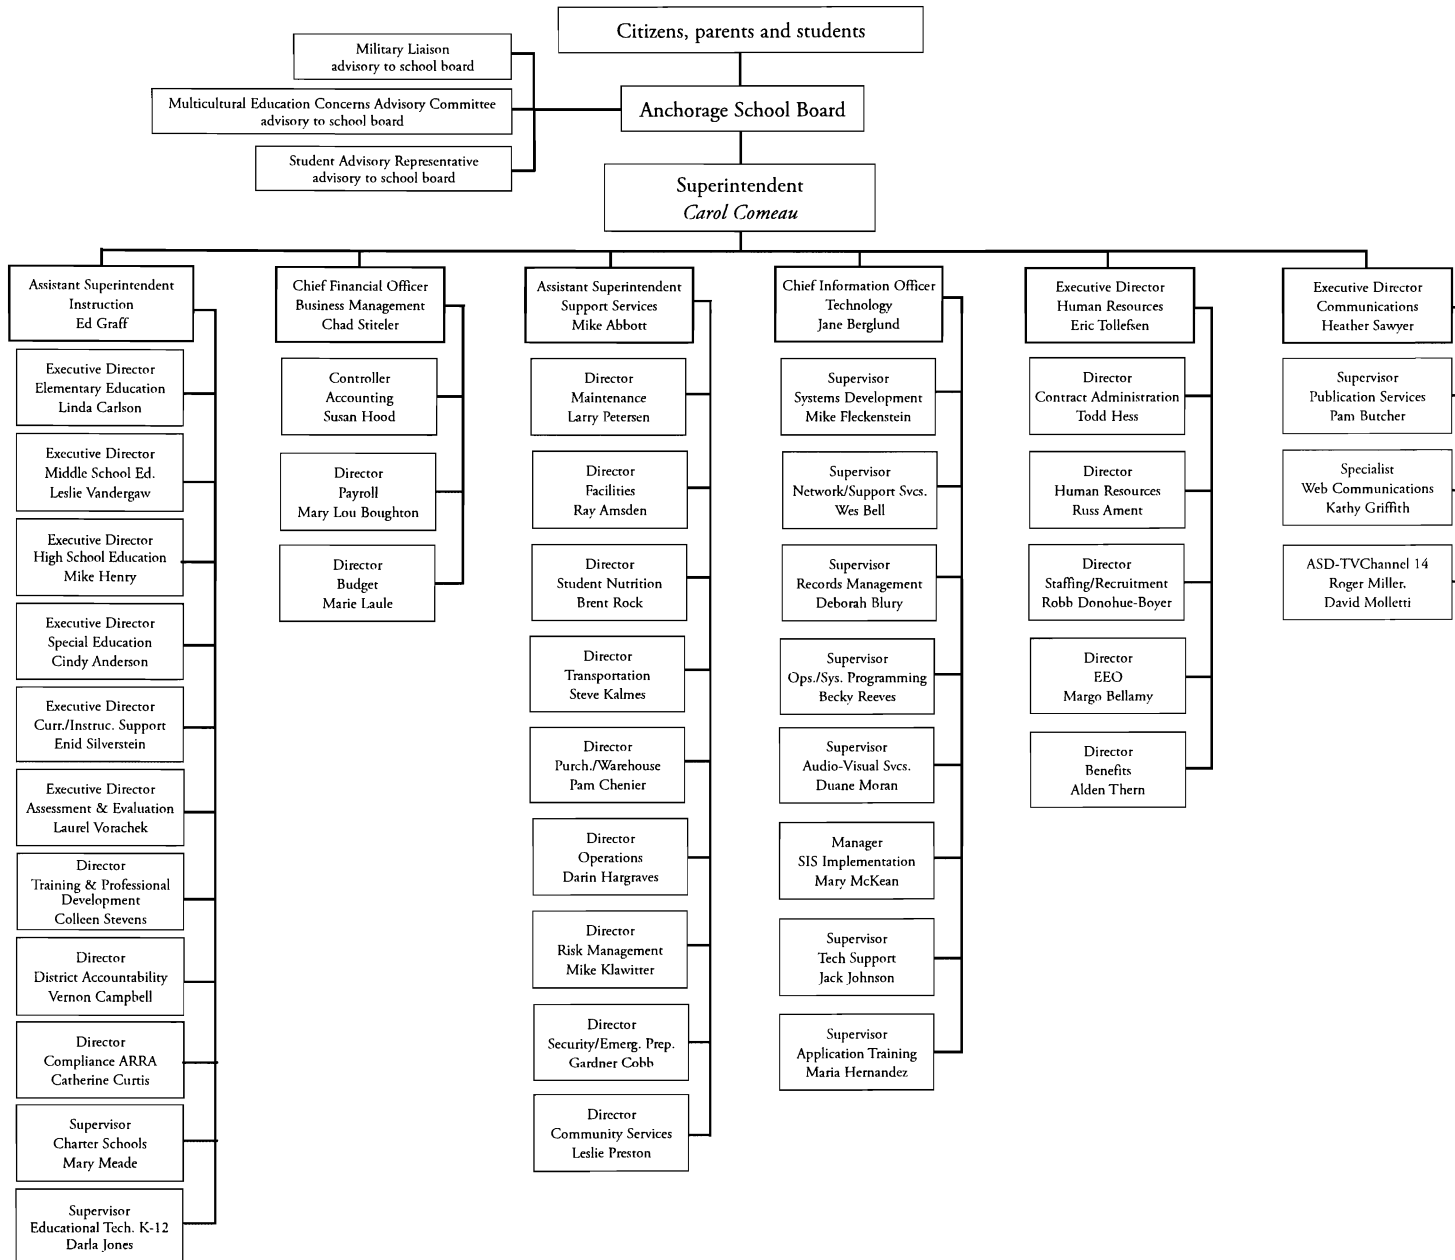 Citizens, parents and students
Military Liaison
advisory to school board
Multicultural Education Concerns Advisory Committee
advisory to school board
Anchorage School Board
Student Advisory Representative
advisory to school board
Superintendent
Carol Comeau
Assistant Superintendent
Instruction
Ed Graff
Executive Director
Elementary Education
Linda Carlson
Executive Director
Middle School Ed.
Leslie Vandergaw
Executive Director
High School Education
Mike Henry
Executive Director
Special Education
Cindy Anderson
Executive Director
Curr./Instruc. Support
Enid Silverstein
Executive Director
Assessment & Evaluation
Laurel Vorachek
Director
Training & Professional
Development
Colleen Stevens
Director
District Accountability
Vernon Campbell
Director
Compliance ARRA
Catherine Curtis
Supervisor
Charter Schools
Mary Meade
Supervisor
Educational Tech. K-12
Darla Jones
Chief Financial Officer
Business Management
Chad Stiteler
Controller
Accounting
Susan Hood
Director
Payroll
Mary Lou Boughton
Director
Budget
Marie Laule
Assistant Superintendent
Support Services
Mike Abbott
Director
Maintenance
Larry Petersen
Director
Facilities
Ray Amsden
Director
Student Nutrition
Brent Rock
Director
Transportation
Steve Kalmes
Director
Purch./Warehouse
Pam Chenier
Director
Operations
Darin Hargraves
Director
Risk Management
Mike Klawitter
Director
Security/Emerg. Prep.
Gardner Cobb
Director
Community Services
Leslie Preston
Chief Information Officer
Technology
Jane Berglund
Supervisor
Systems Development
Mike Fleckenstein
Supervisor
Network/Support Svcs.
Wes Bell
Supervisor
Records Management
Deborah Blury
Supervisor
Ops./Sys. Programming
Becky Reeves
Supervisor
Audio-Visual Svcs.
Duane Moran
Manager
SIS Implementation
Mary McKean
Supervisor
Tech Support
Jack Johnson
Supervisor
Application Training
Maria Hernandez
Executive Director
Human Resources
Eric Tollefsen
Director
Contract Administration
Todd Hess
Director
Human Resources
Russ Ament
Director
Staffing/Recruitment
Robb Donohue-Boyer
Director
EEO
Margo Bellamy
Director
Benefits
Alden Thern
Executive Director
Communications
Heather Sawyer
Supervisor
Publication Services
Pam Butcher
Specialist
Web Communications
Kathy Griffith
ASD-TVChannel 14
Roger Miller,
David Molletti